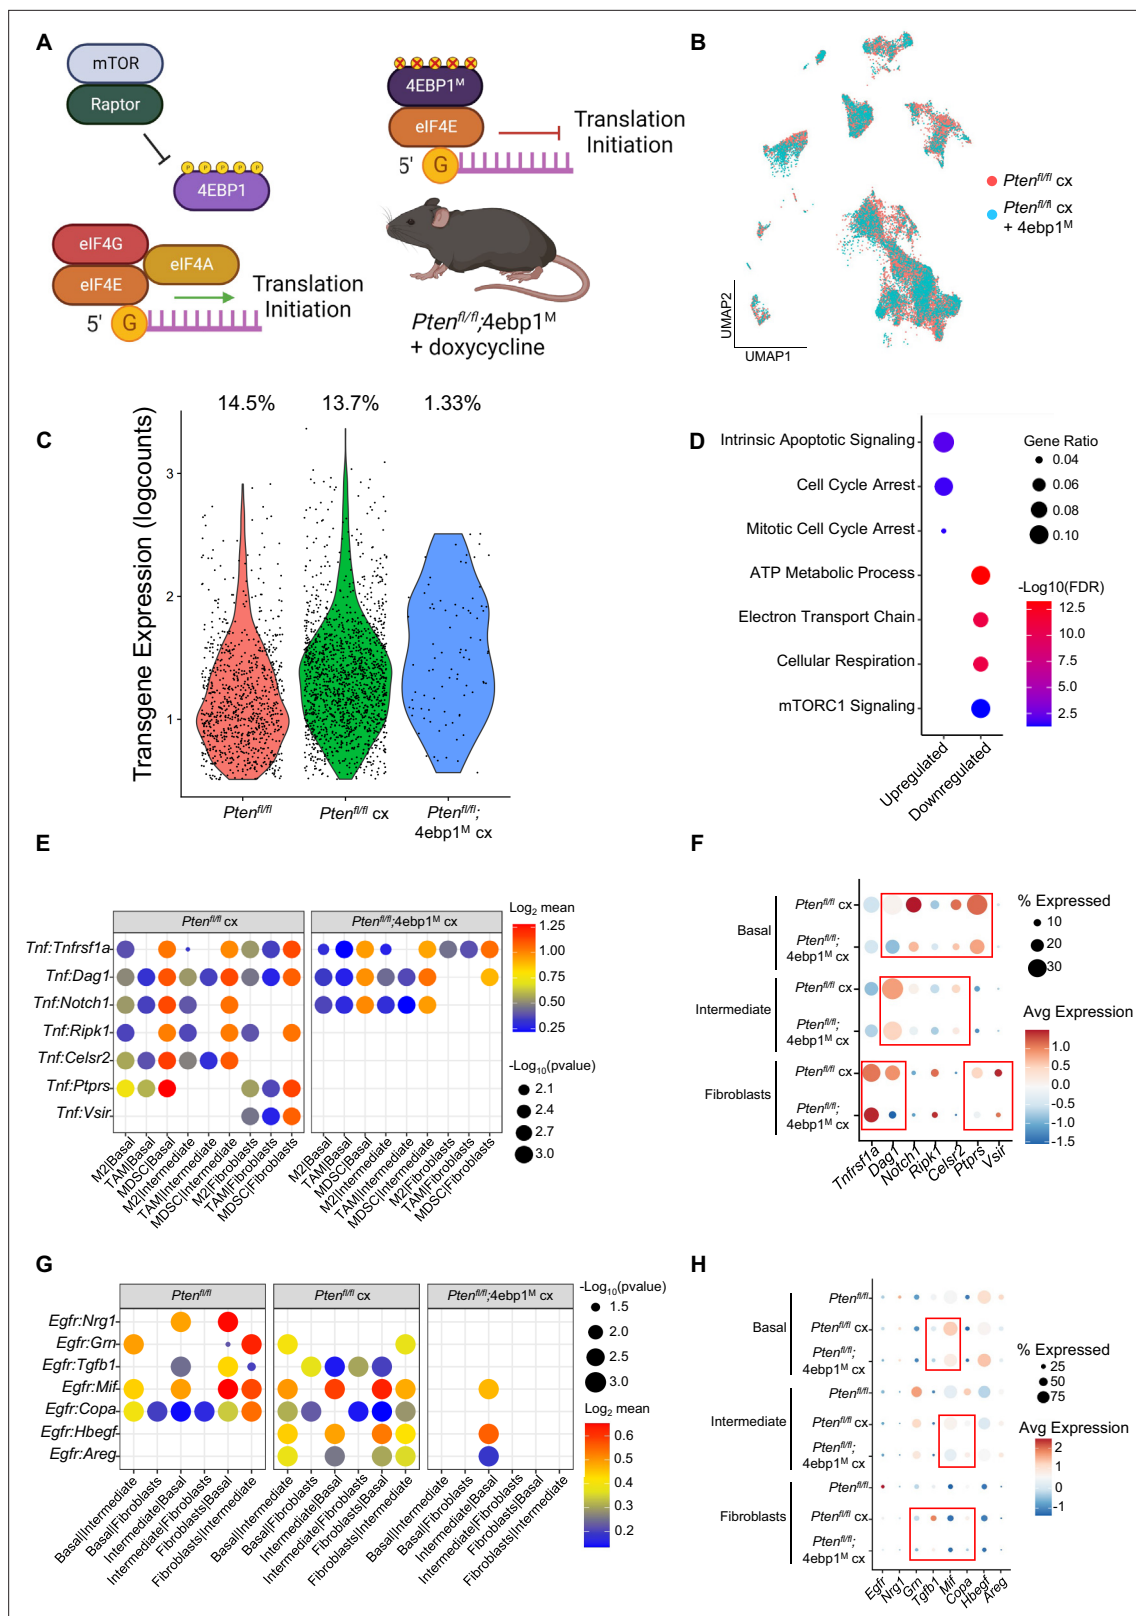 A
mTOR
Raptor
P P P P P
4EBP1
eIF4G
eIF4A
eIF4E
Translation
Initiation
5'
G
4EBP1ᴹ
eIF4E
Translation
Initiation
5'
G
Ptenfl/fl;4ebp1ᴹ
+ doxycycline
B
Ptenfl/fl cx
Ptenfl/fl cx
+ 4ebp1ᴹ
UMAP2
UMAP1
C
14.5% 13.7% 1.33%
Transgene Expression (logcounts)
3
2
1
Ptenfl/fl
Ptenfl/fl cx
Ptenfl/fl;
4ebp1ᴹ cx
D
Intrinsic Apoptotic Signaling
Cell Cycle Arrest
Mitotic Cell Cycle Arrest
ATP Metabolic Process
Electron Transport Chain
Cellular Respiration
mTORC1 Signaling
Upregulated
Downregulated
Gene Ratio
0.04
0.06
0.08
0.10
-Log10(FDR)
12.5
10.0
7.5
5.0
2.5
E
Ptenfl/fl cx
Ptenfl/fl;4ebp1ᴹ cx
Tnf:Tnfrsf1a
Tnf:Dag1
Tnf:Notch1
Tnf:Ripk1
Tnf:Celsr2
Tnf:Ptprs
Tnf:Vsir
M2|Basal
TAM|Basal
MDSC|Basal
M2|Intermediate
TAM|Intermediate
MDSC|Intermediate
M2|Fibroblasts
TAM|Fibroblasts
MDSC|Fibroblasts
M2|Basal
TAM|Basal
MDSC|Basal
M2|Intermediate
TAM|Intermediate
MDSC|Intermediate
M2|Fibroblasts
TAM|Fibroblasts
MDSC|Fibroblasts
Log₂ mean
1.25
1.00
0.75
0.50
0.25
-Log₁₀(pvalue)
2.1
2.4
2.7
3.0
F
Basal
Ptenfl/fl cx
Ptenfl/fl;
4ebp1ᴹ cx
Intermediate
Ptenfl/fl cx
Ptenfl/fl;
4ebp1ᴹ cx
Fibroblasts
Ptenfl/fl cx
Ptenfl/fl;
4ebp1ᴹ cx
Tnfrsf1a
Dag1
Notch1
Ripk1
Celsr2
Ptprs
Vsir
% Expressed
10
20
30
Avg Expression
1.0
0.5
0.0
-0.5
-1.0
-1.5
G
Ptenfl/fl
Ptenfl/fl cx
Ptenfl/fl;4ebp1ᴹ cx
Egfr:Nrg1
Egfr:Grn
Egfr:Tgfb1
Egfr:Mif
Egfr:Copa
Egfr:Hbegf
Egfr:Areg
Basal|Intermediate
Basal|Fibroblasts
Intermediate|Basal
Intermediate|Fibroblasts
Fibroblasts|Basal
Fibroblasts|Intermediate
Basal|Intermediate
Basal|Fibroblasts
Intermediate|Basal
Intermediate|Fibroblasts
Fibroblasts|Basal
Fibroblasts|Intermediate
Basal|Intermediate
Basal|Fibroblasts
Intermediate|Basal
Intermediate|Fibroblasts
Fibroblasts|Basal
Fibroblasts|Intermediate
-Log₁₀(pvalue)
1.5
2.0
2.5
3.0
Log₂ mean
0.6
0.5
0.4
0.3
0.2
H
Basal
Ptenfl/fl
Ptenfl/fl cx
Ptenfl/fl;
4ebp1ᴹ cx
Intermediate
Ptenfl/fl
Ptenfl/fl cx
Ptenfl/fl;
4ebp1ᴹ cx
Fibroblasts
Ptenfl/fl
Ptenfl/fl cx
Ptenfl/fl;
4ebp1ᴹ cx
Egfr
Nrg1
Grn
Tgfb1
Mif
Copa
Hbegf
Areg
% Expressed
25
50
75
Avg Expression
2
1
0
-1